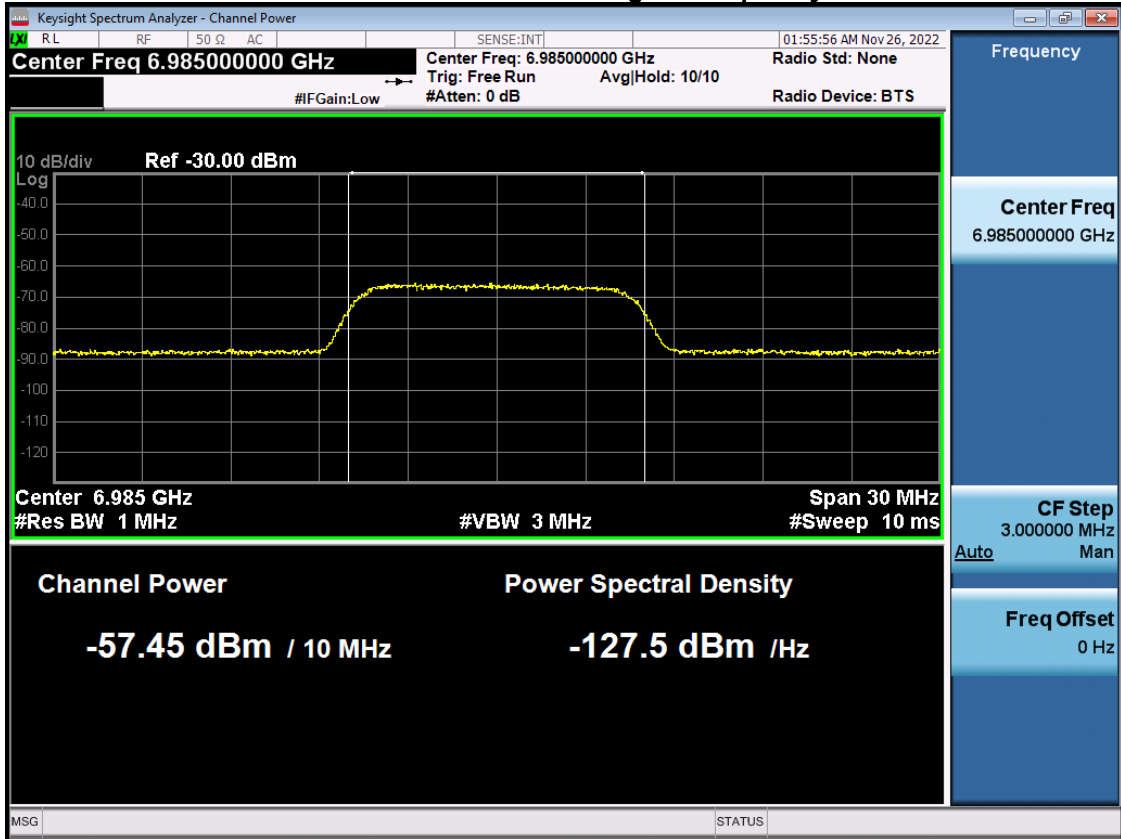 Keysight Spectrum Analyzer - Channel Power
LXI RL RF 50 Ω AC SENSE:INT 01:55:56 AM Nov 26, 2022
Center Freq 6.985000000 GHz
Center Freq: 6.985000000 GHz
Radio Std: None
Trig: Free Run Avg|Hold: 10/10
#IFGain:Low
#Atten: 0 dB
Radio Device: BTS
10 dB/div Ref -30.00 dBm
Log
-40.0
-50.0
-60.0
-70.0
-80.0
-90.0
-100
-110
-120
Center 6.985 GHz Span 30 MHz
#Res BW 1 MHz #VBW 3 MHz #Sweep 10 ms
Channel Power
-57.45 dBm / 10 MHz
Power Spectral Density
-127.5 dBm /Hz
Frequency
Center Freq
6.985000000 GHz
CF Step
3.000000 MHz
Auto Man
Freq Offset
0 Hz
MSG STATUS